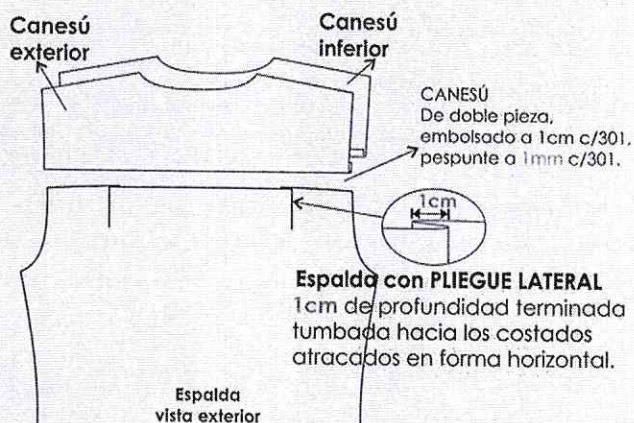 Canesú
exterior
Canesú
inferior
CANESÚ
De doble pieza,
embolsado a 1cm c/301,
pespunte a 1mm c/301.
1cm
Espalda con PLIEGUE LATERAL
1cm de profundidad terminada
tumbada hacia los costados
atracados en forma horizontal.
Espalda
vista exterior